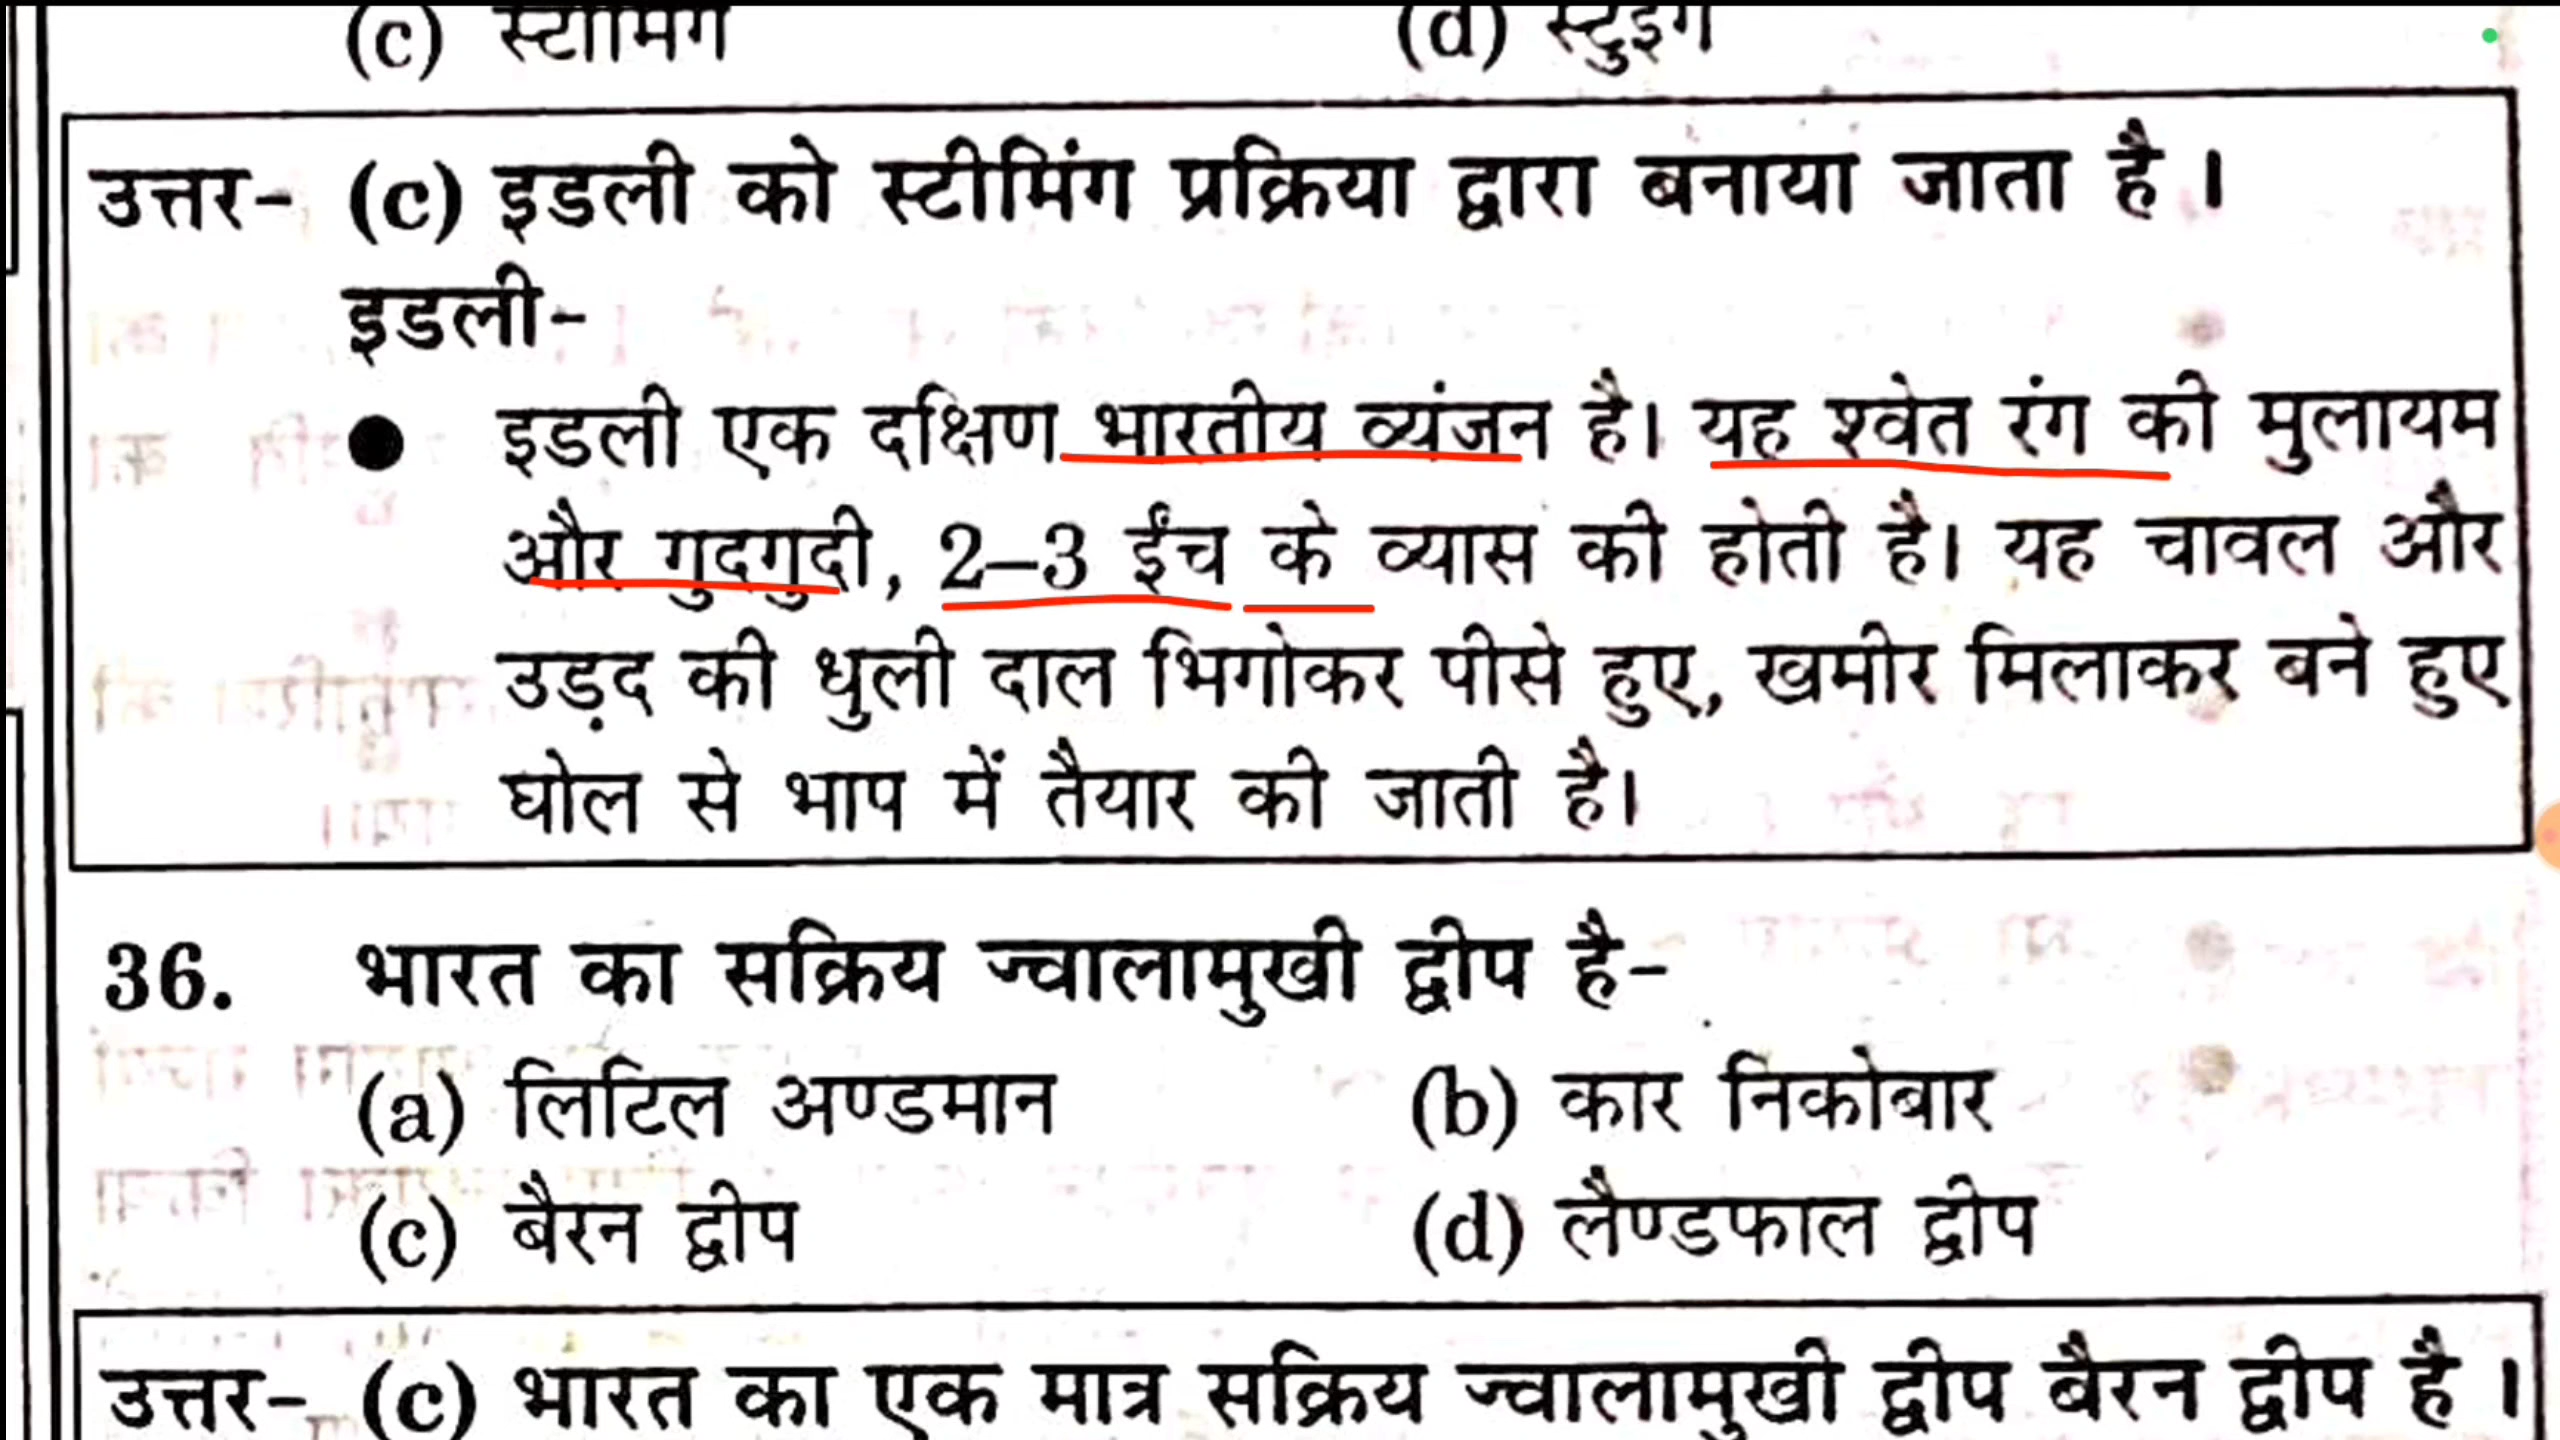 (c) स्टीमिंग (d) स्टुइंग
उत्तर- (c) इडली को स्टीमिंग प्रक्रिया द्वारा बनाया जाता है ।
इडली-
● इडली एक दक्षिण भारतीय व्यंजन है। यह श्वेत रंग की मुलायम
और गुदगुदी, 2–3 ईंच के व्यास की होती है। यह चावल और
उड़द की धुली दाल भिगोकर पीसे हुए, खमीर मिलाकर बने हुए
घोल से भाप में तैयार की जाती है।
36. भारत का सक्रिय ज्वालामुखी द्वीप है-
(a) लिटिल अण्डमान (b) कार निकोबार
(c) बैरन द्वीप (d) लैण्डफाल द्वीप
उत्तर- (c) भारत का एक मात्र सक्रिय ज्वालामुखी द्वीप बैरन द्वीप है ।